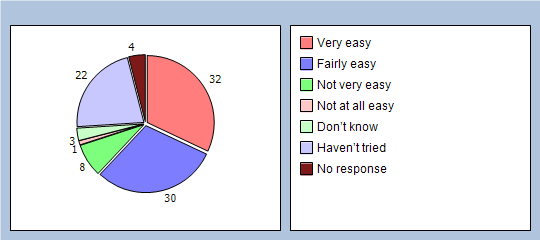 4
32
22
3
1
8
30
Very easy
Fairly easy
Not very easy
Not at all easy
Don't know
Haven't tried
No response